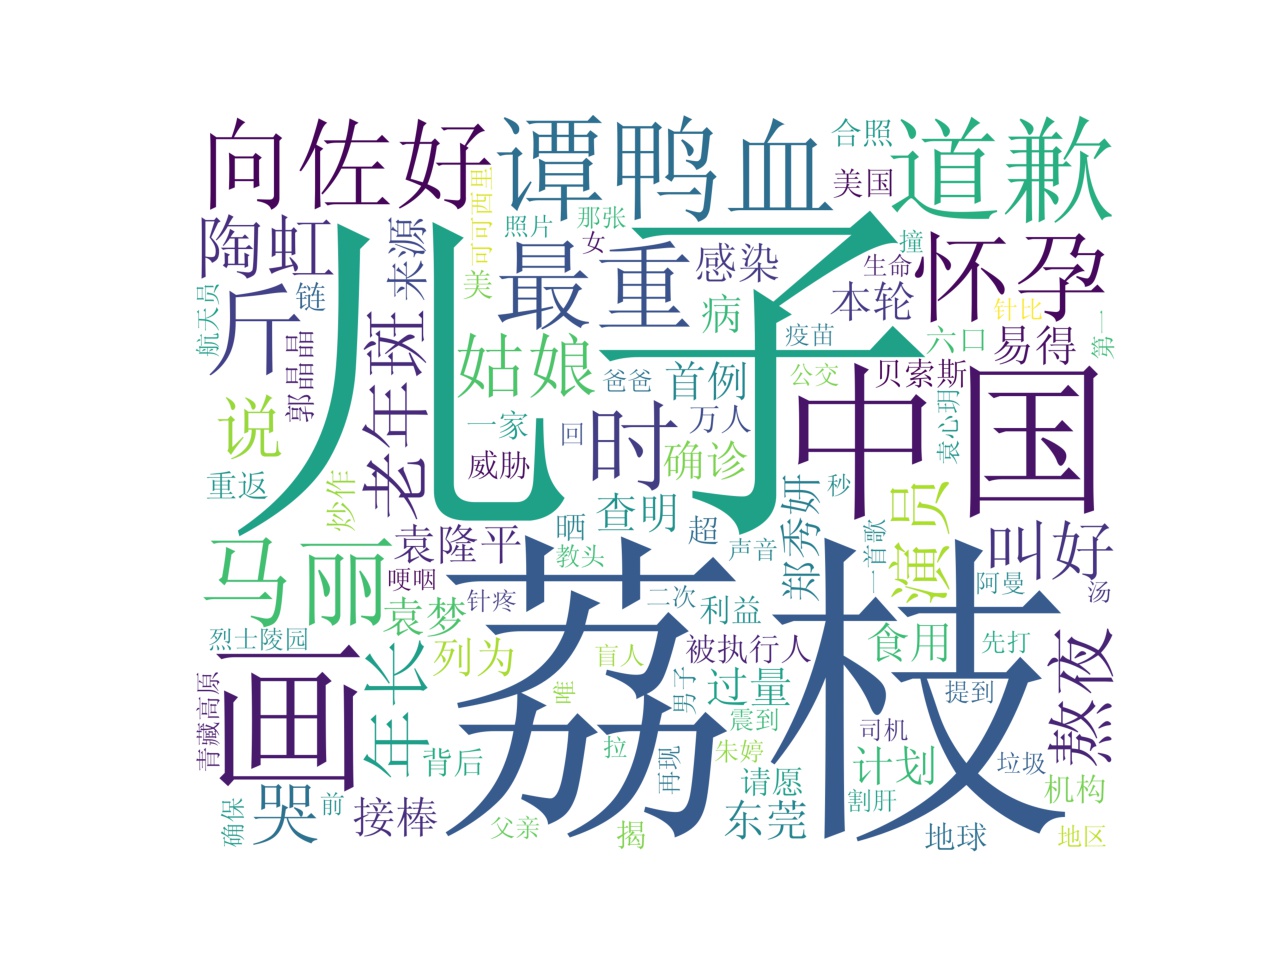 向佐好
谭鸭血
道歉
合照
美国
可可西里
照片
那张
女
撞
陶虹
来源
儿子
最重
感染
生命
怀孕
本轮
美
航天员
链
斤
老年斑
病
疫苗
针比
六口
易得
第一
郭晶晶
姑娘
爸爸
首例
公交
贝索斯
中国
说
一家
回
时
万人
袁心玥
威胁
确诊
重返
炒作
查明
秒
郑秀妍
演员
晒
超
叫好
马丽
袁隆平
教头
声音
一首歌
哽咽
荔枝
阿曼
汤
袁梦
针疼
二次
利益
烈士陵园
列为
盲人
被执行人
食用
先打
熬夜
画
年长
青藏高原
唯
男子
过量
提到
震到
司机
背后
拉
再现
朱婷
计划
垃圾
请愿
机构
确保
哭
前
接棒
父亲
揭
东莞
割肝
地球
地区